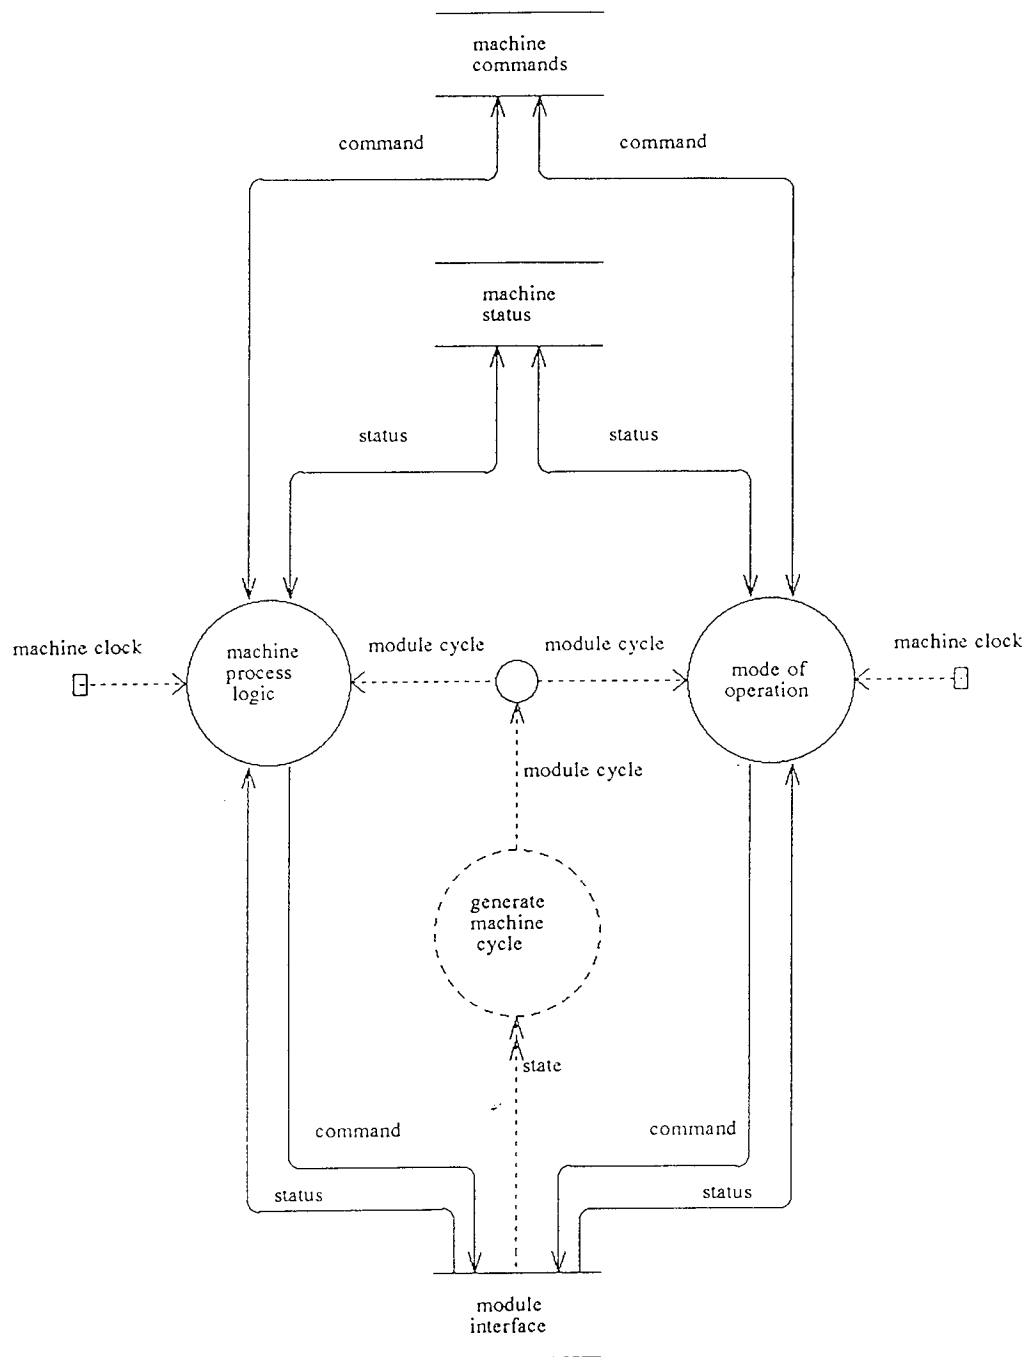 machine
commands
command
command
machine
status
status
status
machine clock
machine
process
logic
module cycle
module cycle
mode of
operation
machine clock
module cycle
generate
machine
cycle
state
command
command
status
status
module
interface